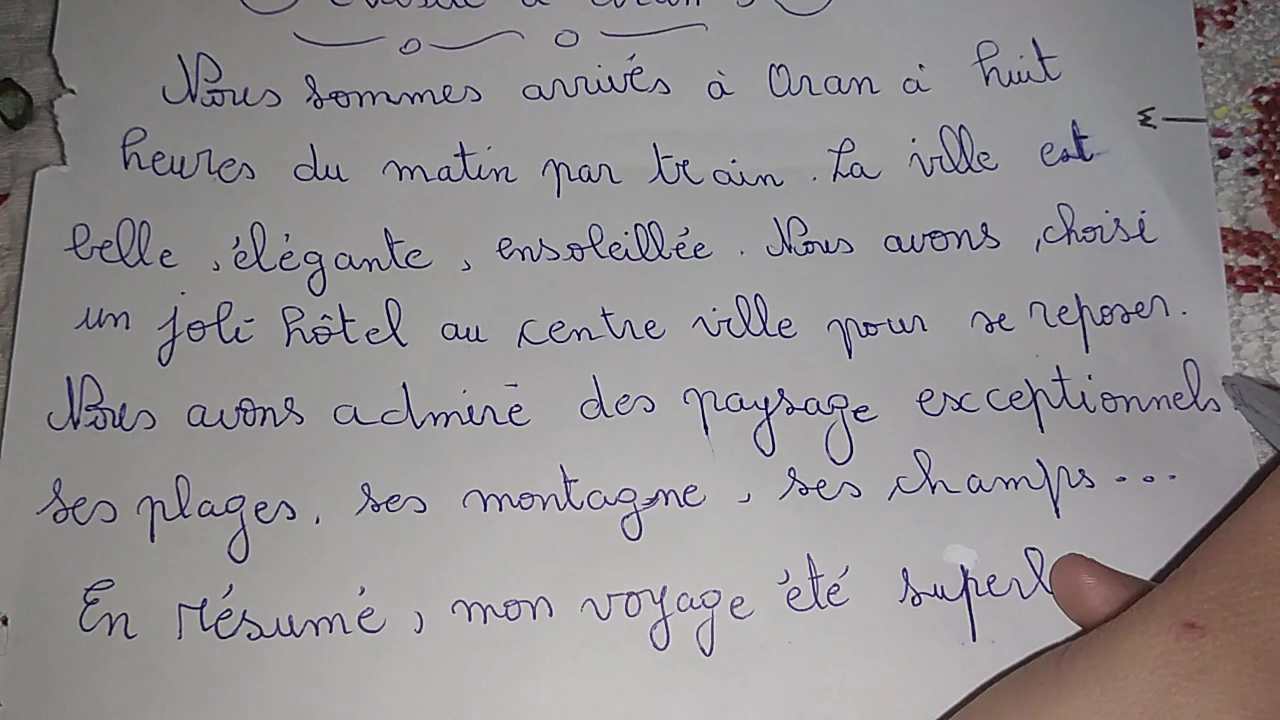 Nous sommes arrivés à Oran à huit
heures du matin par train. La ville est
belle, élégante, ensoleillée. Nous avons choisi
un joli hôtel au centre ville pour se reposer.
Nous avons admiré des paysage exceptionnels
ses plages, ses montagne, ses champs...
En résumé, mon voyage été